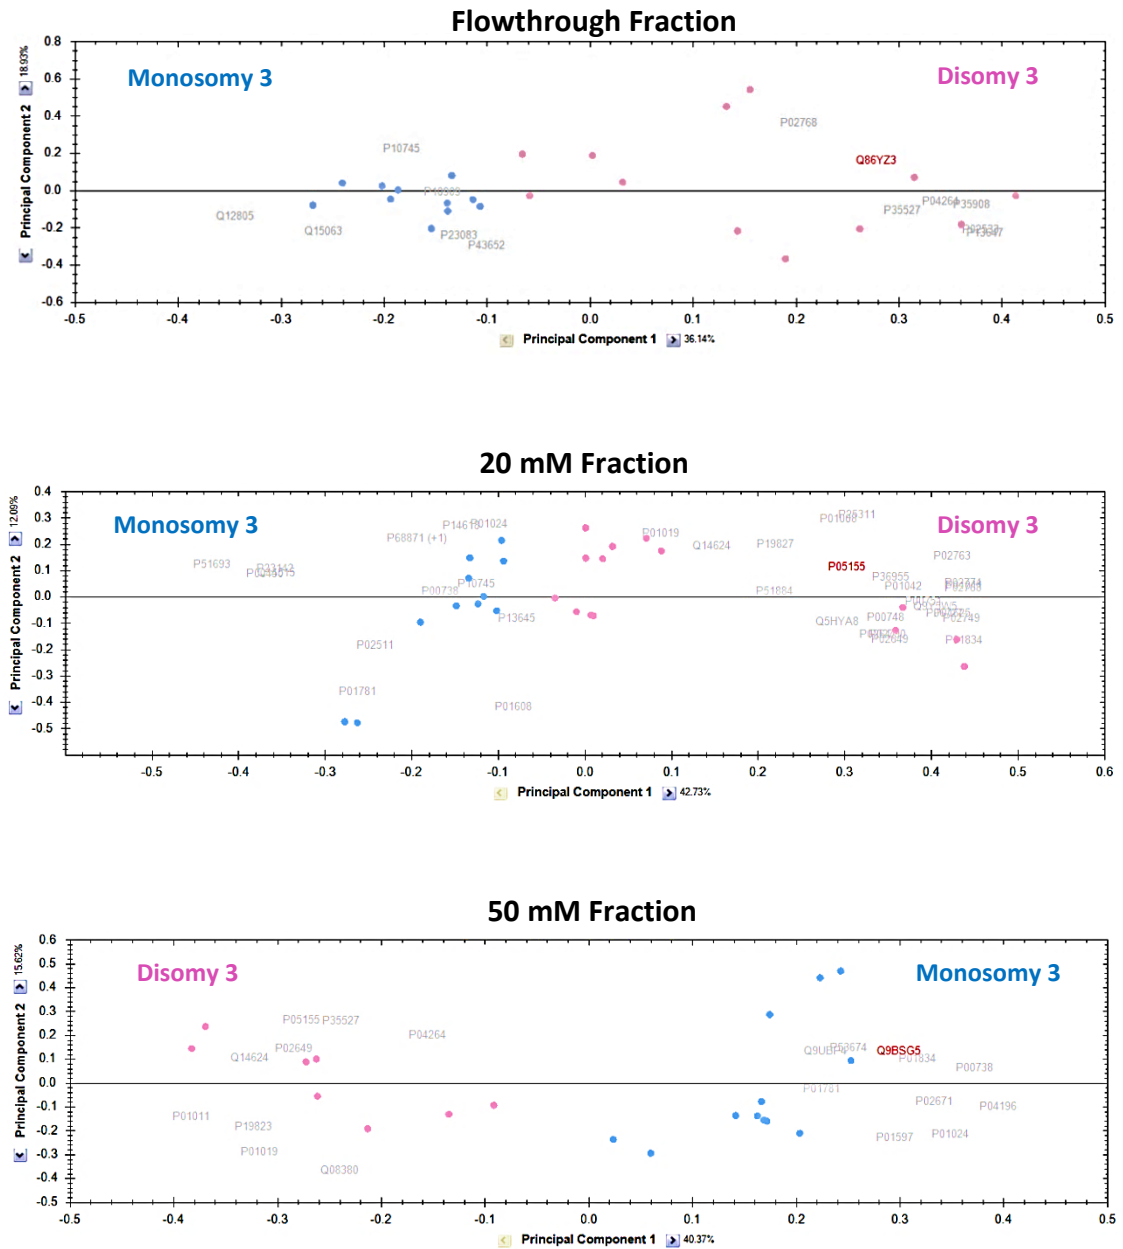 Flowthrough Fraction
Monosomy 3
Disomy 3
Principal Component 2
18.93%
0.8
0.6
0.4
0.2
0.0
-0.2
-0.4
-0.6
P02768
P10745
Q86YZ3
P35908
P35527
Q12805
Q15063
P23083
P43652
-0.5
-0.4
-0.3
-0.2
-0.1
0.0
0.1
0.2
0.3
0.4
0.5
Principal Component 1
36.14%
20 mM Fraction
Monosomy 3
Disomy 3
Principal Component 2
12.09%
0.4
0.3
0.2
0.1
0.0
-0.1
-0.2
-0.3
-0.4
-0.5
P01024
P68871 (+1)
P01019
Q14624
P19827
P02763
P51693
P05155
P36955
P10745
P00738
P51884
P01042
P13645
Q5HYA8
P00748
P02749
P02511
P02649
P01834
P01781
P01608
-0.5
-0.4
-0.3
-0.2
-0.1
0.0
0.1
0.2
0.3
0.4
0.5
0.6
Principal Component 1
42.73%
50 mM Fraction
Disomy 3
Monosomy 3
Principal Component 2
15.62%
0.6
0.5
0.4
0.3
0.2
0.1
0.0
-0.1
-0.2
-0.3
-0.4
-0.5
P05155
P35527
P04264
P02649
Q14624
Q9BSG5
P01834
P00738
P01781
P02671
P04196
P01011
P19823
P01597
P01024
P01019
Q08380
-0.5
-0.4
-0.3
-0.2
-0.1
0.0
0.1
0.2
0.3
0.4
0.5
Principal Component 1
40.37%